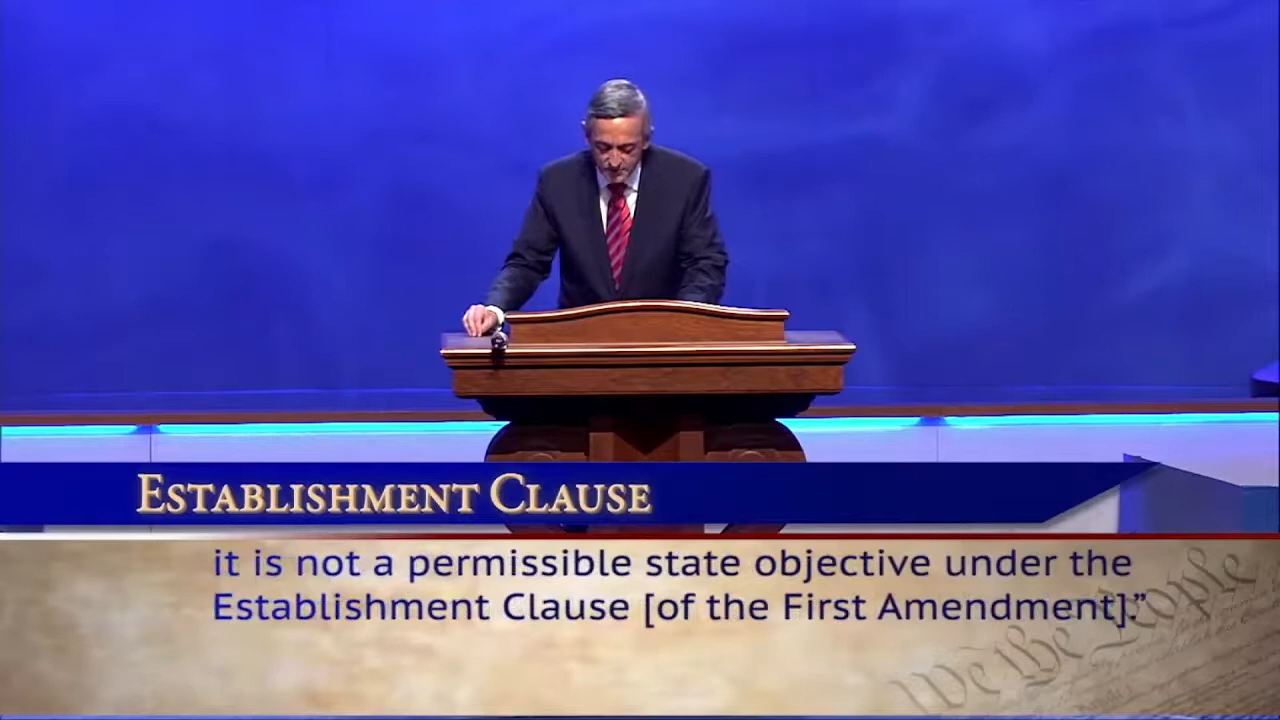 ESTABLISHMENT CLAUSE
it is not a permissible state objective under the
Establishment Clause [of the First Amendment].”
We the People